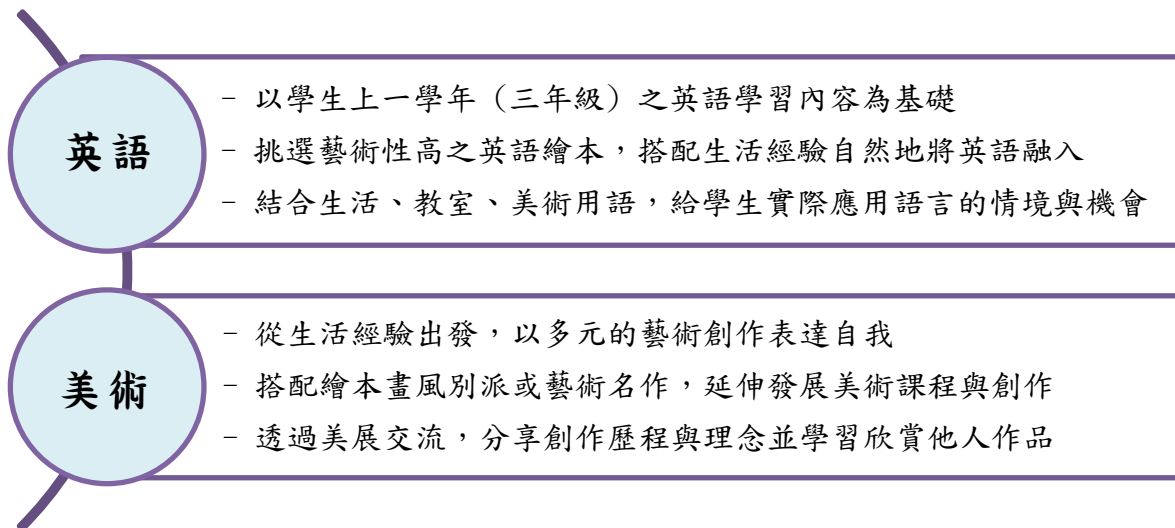 英語
- 以學生上一學年（三年級）之英語學習內容為基礎
- 挑選藝術性高之英語繪本，搭配生活經驗自然地將英語融入
- 結合生活、教室、美術用語，給學生實際應用語言的情境與機會
美術
- 從生活經驗出發，以多元的藝術創作表達自我
- 搭配繪本畫風別派或藝術名作，延伸發展美術課程與創作
- 透過美展交流，分享創作歷程與理念並學習欣賞他人作品